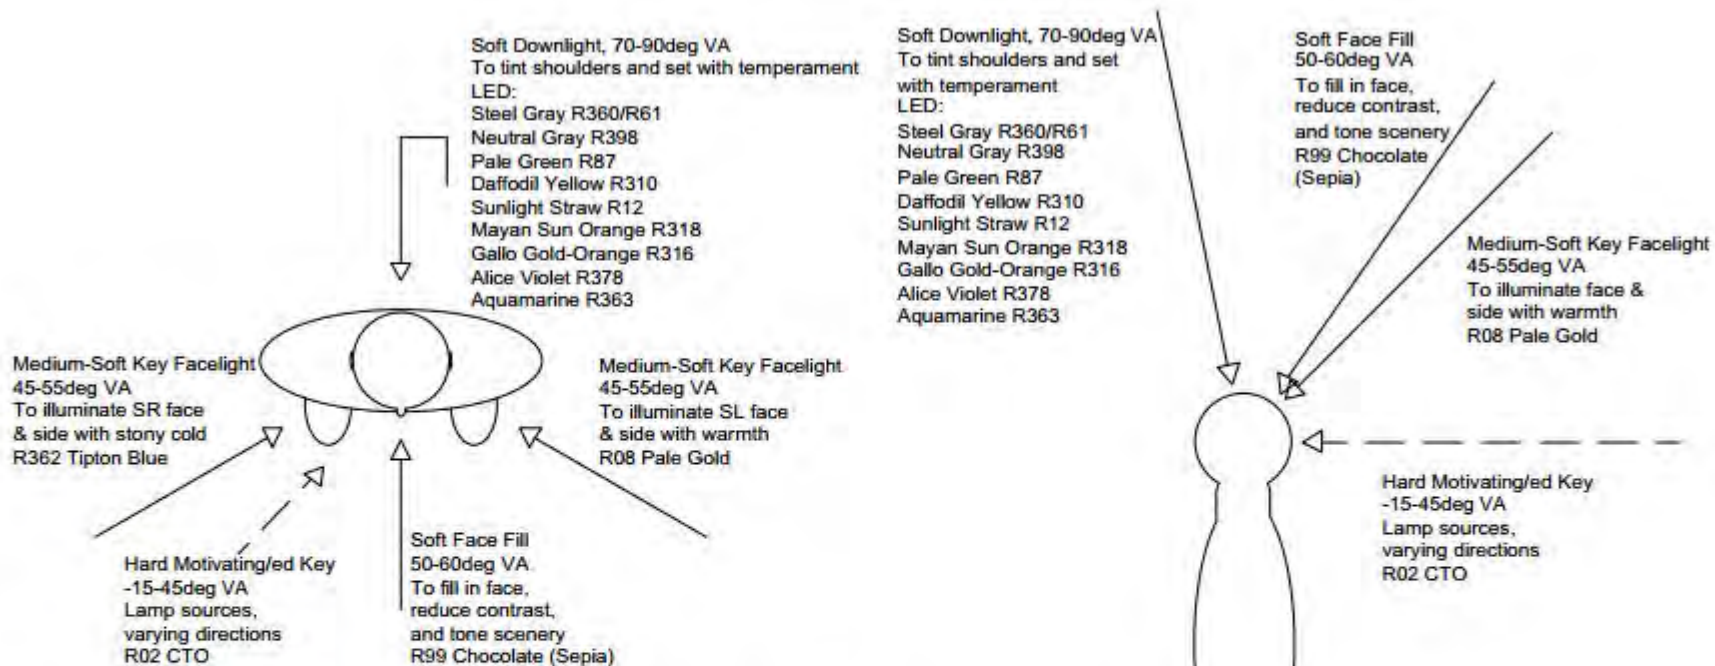 Soft Downlight, 70-90deg VA
To tint shoulders and set with temperament
LED:
Steel Gray R360/R61
Neutral Gray R398
Pale Green R87
Daffodil Yellow R310
Sunlight Straw R12
Mayan Sun Orange R318
Gallo Gold-Orange R316
Alice Violet R378
Aquamarine R363
Medium-Soft Key Facelight
45-55deg VA
To illuminate SR face
& side with stony cold
R362 Tipton Blue
Medium-Soft Key Facelight
45-55deg VA
To illuminate SL face
& side with warmth
R08 Pale Gold
Hard Motivating/ed Key
-15-45deg VA
Lamp sources,
varying directions
R02 CTO
Soft Face Fill
50-60deg VA
To fill in face,
reduce contrast,
and tone scenery
R99 Chocolate (Sepia)
Soft Downlight, 70-90deg VA
To tint shoulders and set
with temperament
LED:
Steel Gray R360/R61
Neutral Gray R398
Pale Green R87
Daffodil Yellow R310
Sunlight Straw R12
Mayan Sun Orange R318
Gallo Gold-Orange R316
Alice Violet R378
Aquamarine R363
Soft Face Fill
50-60deg VA
To fill in face,
reduce contrast,
and tone scenery
R99 Chocolate
(Sepia)
Medium-Soft Key Facelight
45-55deg VA
To illuminate face &
side with warmth
R08 Pale Gold
Hard Motivating/ed Key
-15-45deg VA
Lamp sources,
varying directions
R02 CTO